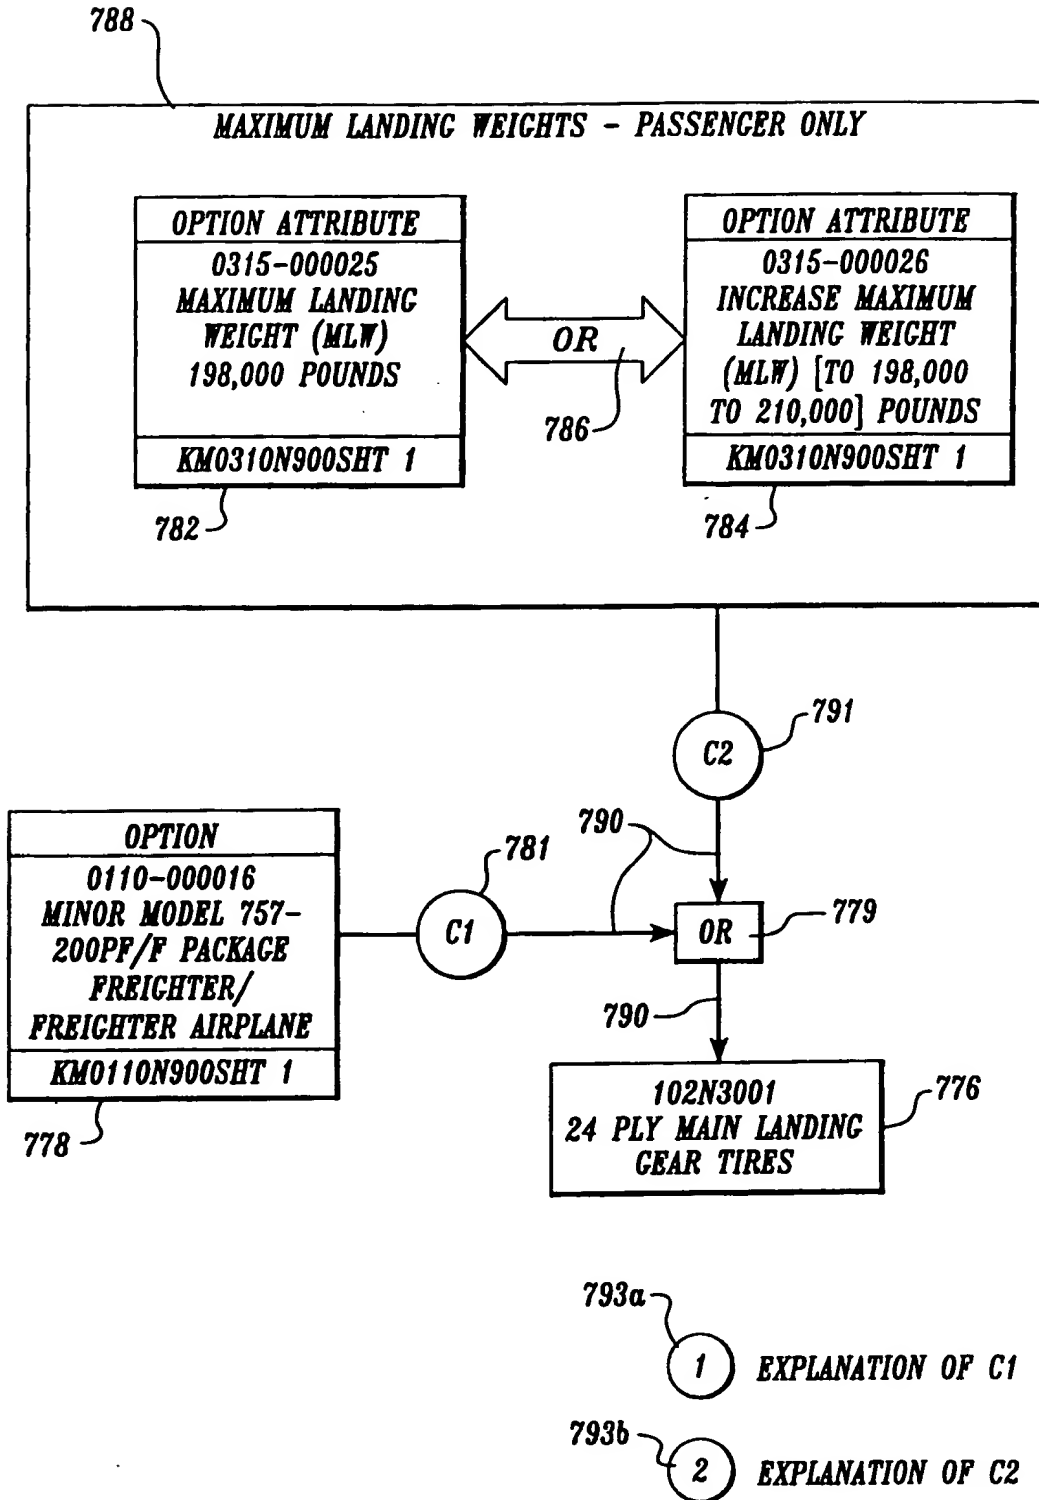 788
MAXIMUM LANDING WEIGHTS - PASSENGER ONLY
OPTION ATTRIBUTE
0315-000025
MAXIMUM LANDING
WEIGHT (MLW)
198,000 POUNDS
KM0310N900SHT 1
782
OR
786
OPTION ATTRIBUTE
0315-000026
INCREASE MAXIMUM
LANDING WEIGHT
(MLW) [TO 198,000
TO 210,000] POUNDS
KM0310N900SHT 1
784
C2
791
OPTION
0110-000016
MINOR MODEL 757-
200PF/F PACKAGE
FREIGHTER/
FREIGHTER AIRPLANE
KM0110N900SHT 1
778
C1
781
790
OR
779
790
102N3001
24 PLY MAIN LANDING
GEAR TIRES
776
793a
1 EXPLANATION OF C1
793b
2 EXPLANATION OF C2